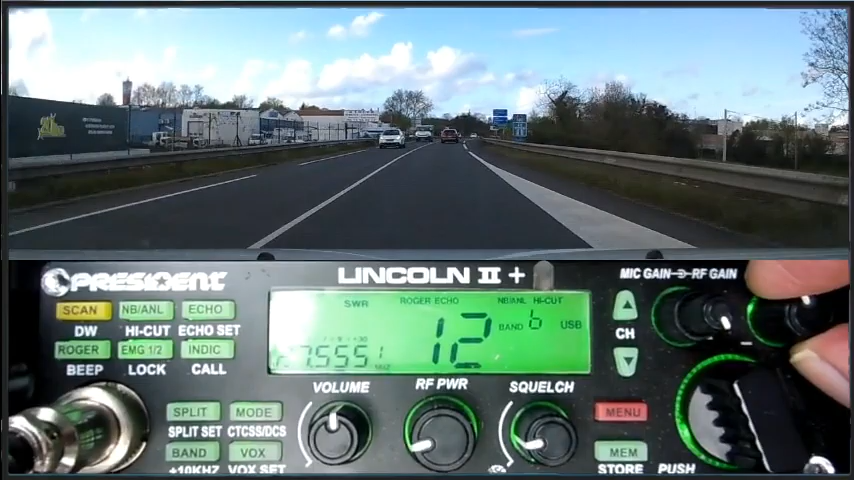 PRESIDENT
LINCOLN II +
MIC GAIN RF GAIN
SCAN NB/ANL ECHO
DW HI-CUT ECHO SET
ROGER EMG 1/2 INDIC
BEEP LOCK CALL
SWR ROGER ECHO NB/ANL HI-CUT
12 BAND b USB
27.555
CH
VOLUME RF PWR SQUELCH
SPLIT MODE
SPLIT SET CTCSS/DCS
BAND VOX
+10KHZ VOX SET
MENU
MEM
STORE PUSH